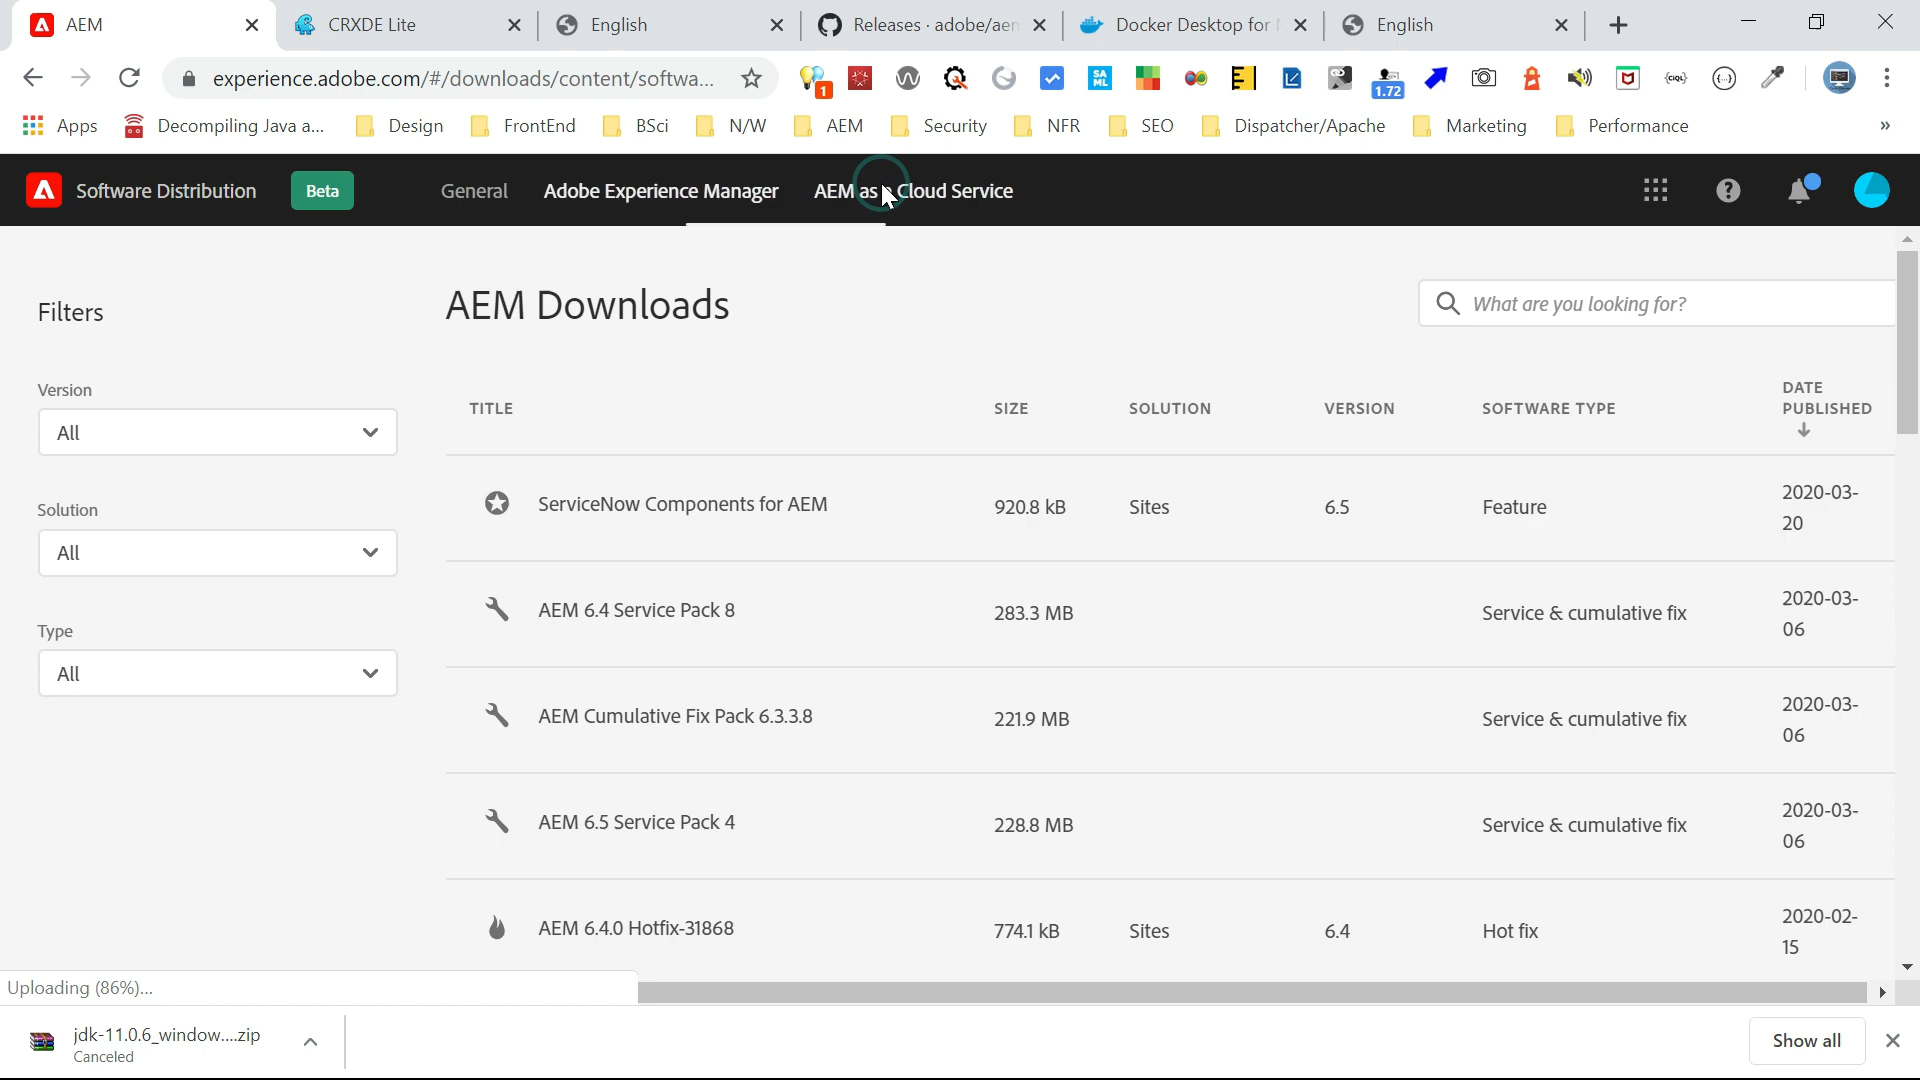 AEM
CRXDE Lite
English
Releases · adobe/aem
Docker Desktop for
English
experience.adobe.com/#/downloads/content/softwa...
1
SA ML
1.72
{CIQL}
{...}
Apps
Decompiling Java a...
Design
FrontEnd
BSci
N/W
AEM
Security
NFR
SEO
Dispatcher/Apache
Marketing
Performance
»
Software Distribution
Beta
General
Adobe Experience Manager
AEM as a Cloud Service
Filters
AEM Downloads
What are you looking for?
Version
All
Solution
All
Type
All
TITLE SIZE SOLUTION VERSION SOFTWARE TYPE DATE PUBLISHED
ServiceNow Components for AEM 920.8 kB Sites 6.5 Feature 2020-03-20
AEM 6.4 Service Pack 8 283.3 MB Service & cumulative fix 2020-03-06
AEM Cumulative Fix Pack 6.3.3.8 221.9 MB Service & cumulative fix 2020-03-06
AEM 6.5 Service Pack 4 228.8 MB Service & cumulative fix 2020-03-06
AEM 6.4.0 Hotfix-31868 774.1 kB Sites 6.4 Hot fix 2020-02-15
Uploading (86%)...
jdk-11.0.6_window....zip
Canceled
Show all